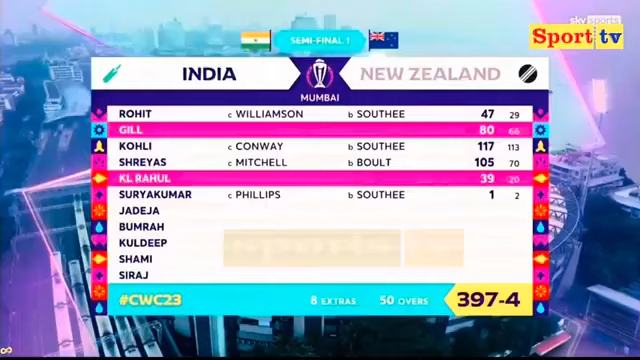 sky sports
Sport tv
SEMI-FINAL 1
INDIA NEW ZEALAND
MUMBAI
ROHIT c WILLIAMSON b SOUTHEE 47 29
GILL 80 66
KOHLI c CONWAY b SOUTHEE 117 113
SHREYAS c MITCHELL b BOULT 105 70
KL RAHUL 39 20
SURYAKUMAR c PHILLIPS b SOUTHEE 1 2
JADEJA
BUMRAH
KULDEEP
SHAMI
SIRAJ
#CWC23 8 EXTRAS 50 OVERS 397-4